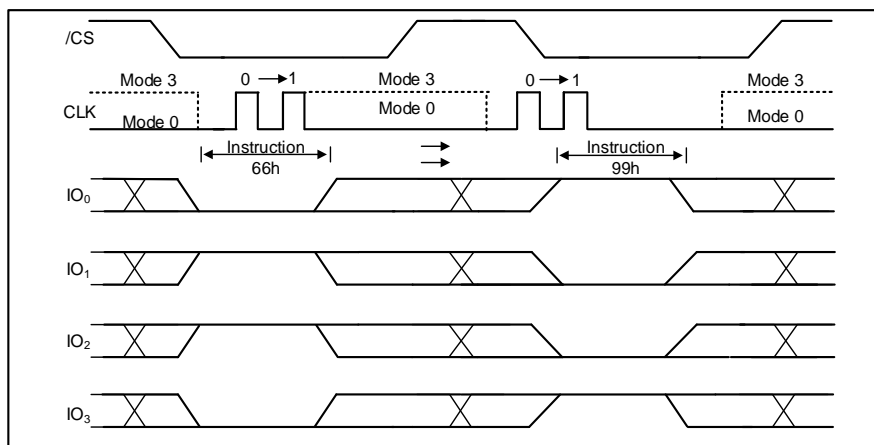 /CS
Mode 3 0 1 Mode 3 0 1 Mode 3
CLK
Mode 0 Mode 0 Mode 0
Instruction Instruction
66h 99h
IO0
IO1
IO2
IO3